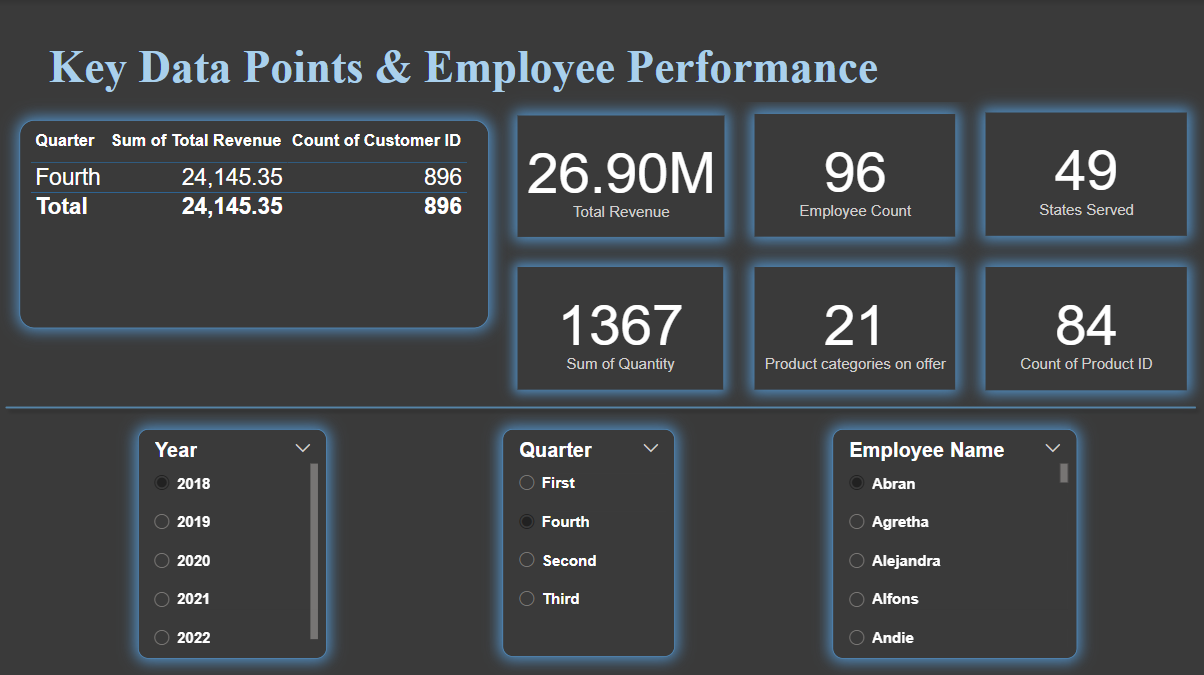 Key Data Points & Employee Performance
Quarter Sum of Total Revenue Count of Customer ID
Fourth 24,145.35 896
Total 24,145.35 896
26.90M
Total Revenue
96
Employee Count
49
States Served
1367
Sum of Quantity
21
Product categories on offer
84
Count of Product ID
Year
2018
2019
2020
2021
2022
Quarter
First
Fourth
Second
Third
Employee Name
Abran
Agretha
Alejandra
Alfons
Andie